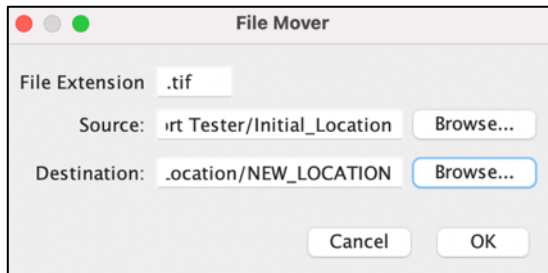 File Mover
File Extension .tif
Source: rt Tester/Initial_Location Browse...
Destination: ocation/NEW_LOCATION Browse...
Cancel OK